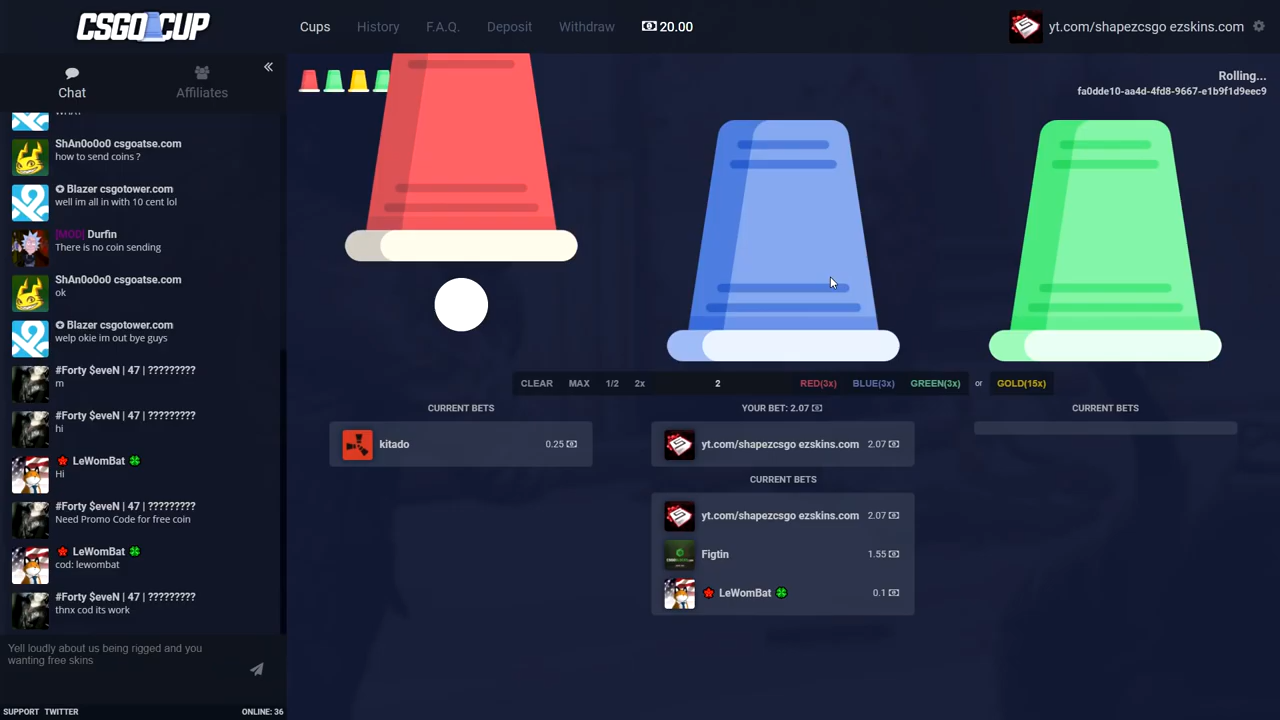 CSGO CUP
Cups
History
F.A.Q.
Deposit
Withdraw
20.00
yt.com/shapezcsgo ezskins.com
Chat
Affiliates
Rolling...
fa0dde10-aa4d-4fd8-9667-e1b9f1d9eec9
ShAn0o0o0 csgoatse.com
how to send coins ?
Blazer csgotower.com
well im all in with 10 cent lol
[MOD] Durfin
There is no coin sending
ShAn0o0o0 csgoatse.com
ok
Blazer csgotower.com
welp okie im out bye guys
#Forty $eveN | 47 | ?????????
m
#Forty $eveN | 47 | ?????????
hi
LeWomBat
Hi
#Forty $eveN | 47 | ?????????
Need Promo Code for free coin
LeWomBat
cod: lewombat
#Forty $eveN | 47 | ?????????
thnx cod its work
Yell loudly about us being rigged and you
wanting free skins
SUPPORT TWITTER
ONLINE: 36
CLEAR MAX 1/2 2x 2 RED(3x) BLUE(3x) GREEN(3x) or GOLD(15x)
CURRENT BETS
kitado 0.25
YOUR BET: 2.07
yt.com/shapezcsgo ezskins.com 2.07
CURRENT BETS
yt.com/shapezcsgo ezskins.com 2.07
Figtin 1.55
LeWomBat 0.1
CURRENT BETS